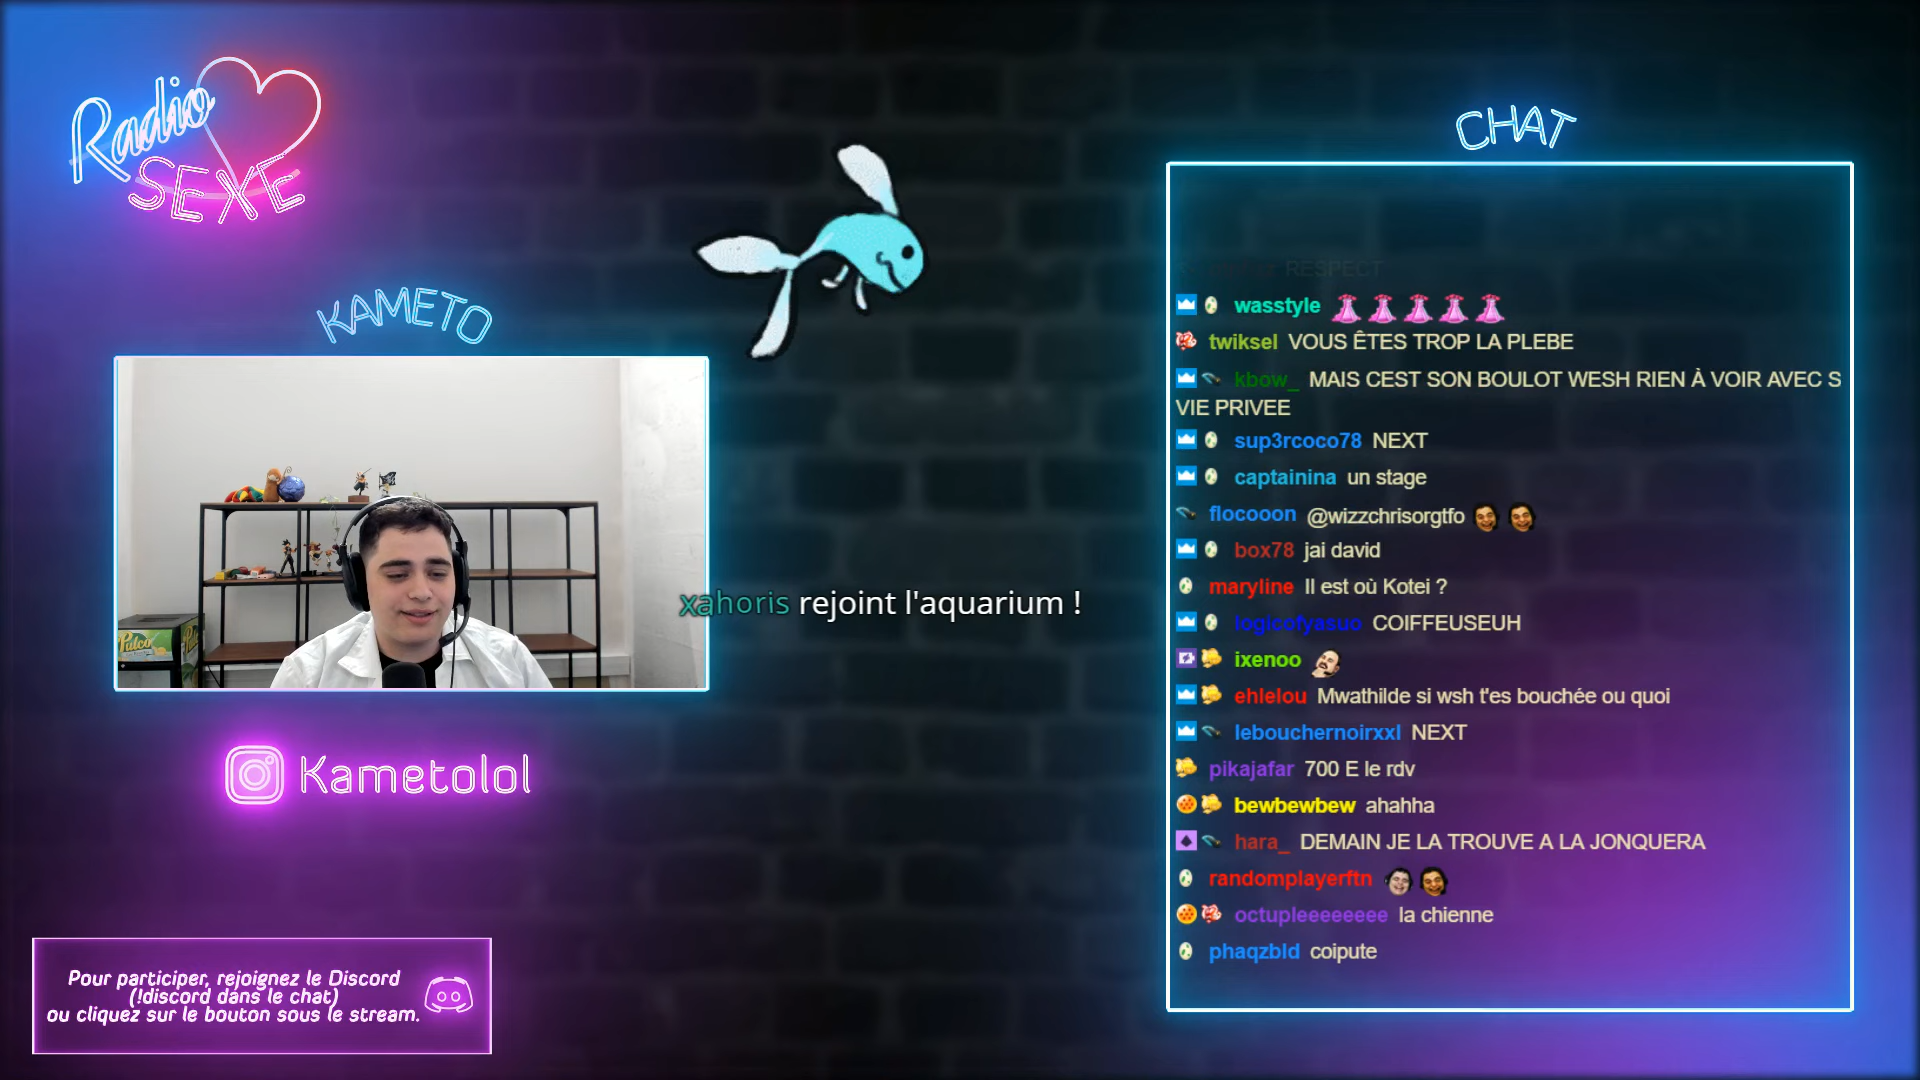 Radio
SEXE
KAMETO
Pulco
xahoris rejoint l'aquarium !
Kametolol
Pour participer, rejoignez le Discord
(!discord dans le chat)
ou cliquez sur le bouton sous le stream.
CHAT
RESPECT
wasstyle
twiksel VOUS ÊTES TROP LA PLEBE
kbow_ MAIS CEST SON BOULOT WESH RIEN À VOIR AVEC S
VIE PRIVEE
sup3rcoco78 NEXT
captainina un stage
flocooon @wizzchrisorgtfo
box78 jai david
maryline Il est où Kotei ?
logicofyasuo COIFFEUSEUH
ixenoo
ehlelou Mwathilde si wsh t'es bouchée ou quoi
lebouchernoirxxl NEXT
pikajafar 700 E le rdv
bewbewbew ahahha
hara_ DEMAIN JE LA TROUVE A LA JONQUERA
randomplayerftn
octupleeeeeeee la chienne
phaqzbld coipute